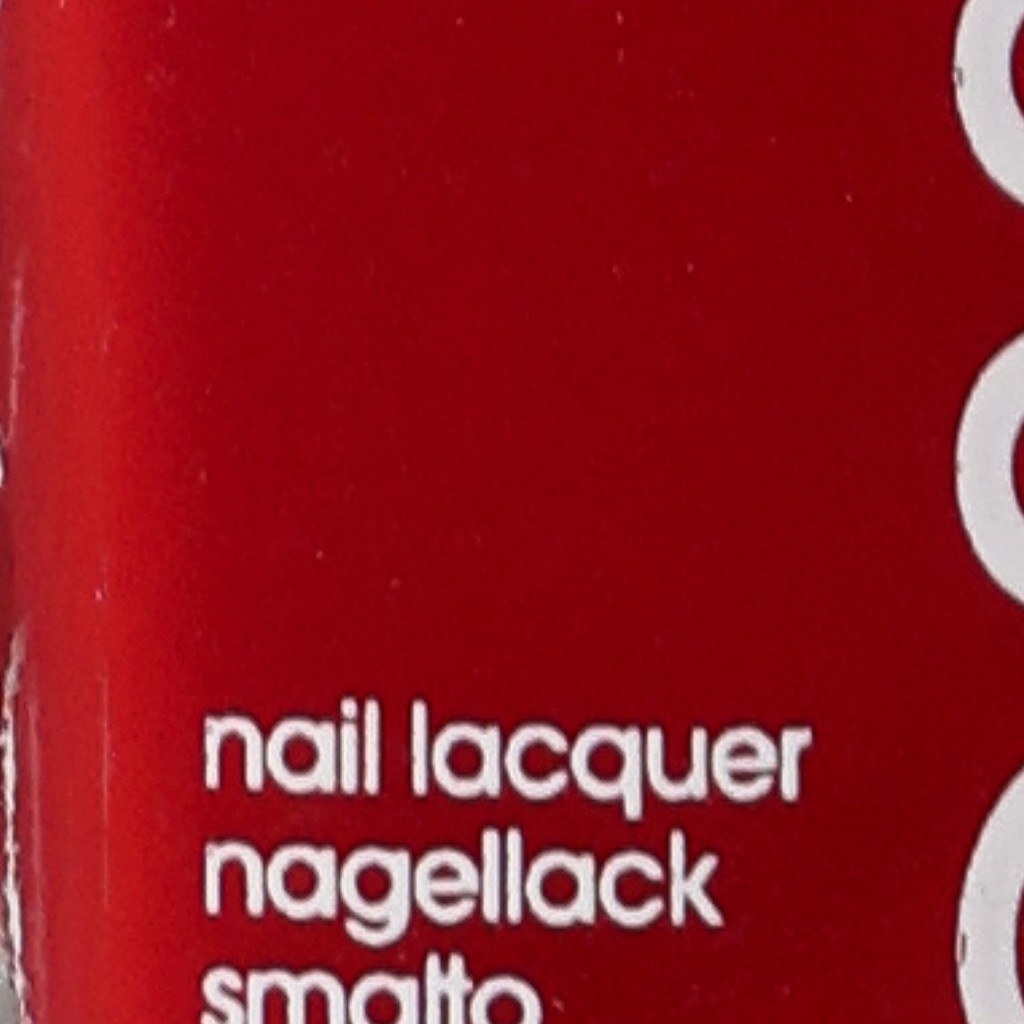 nail lacquer
nagellack
smalto